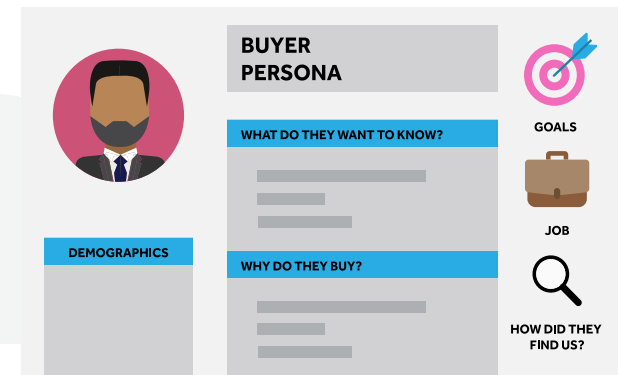 BUYER
PERSONA
WHAT DO THEY WANT TO KNOW?
WHY DO THEY BUY?
DEMOGRAPHICS
GOALS
JOB
HOW DID THEY
FIND US?